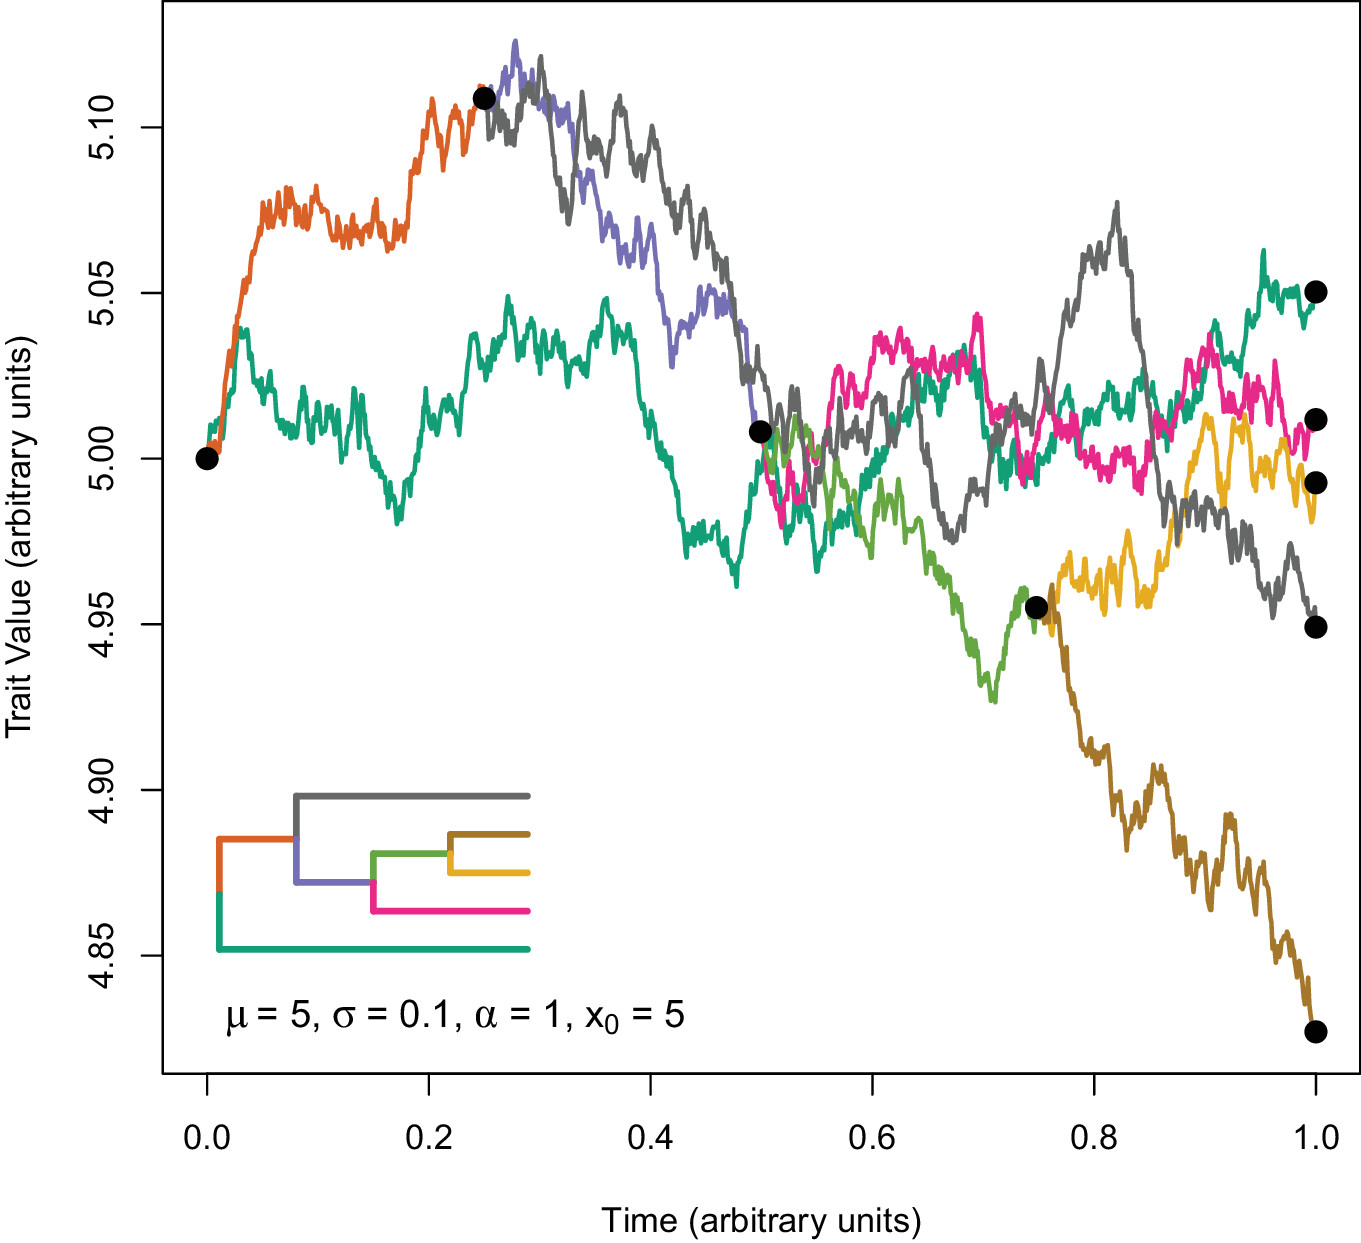 Trait Value (arbitrary units)
5.10
5.05
5.00
4.95
4.90
4.85
μ = 5, σ = 0.1, α = 1, x₀ = 5
0.0 0.2 0.4 0.6 0.8 1.0
Time (arbitrary units)